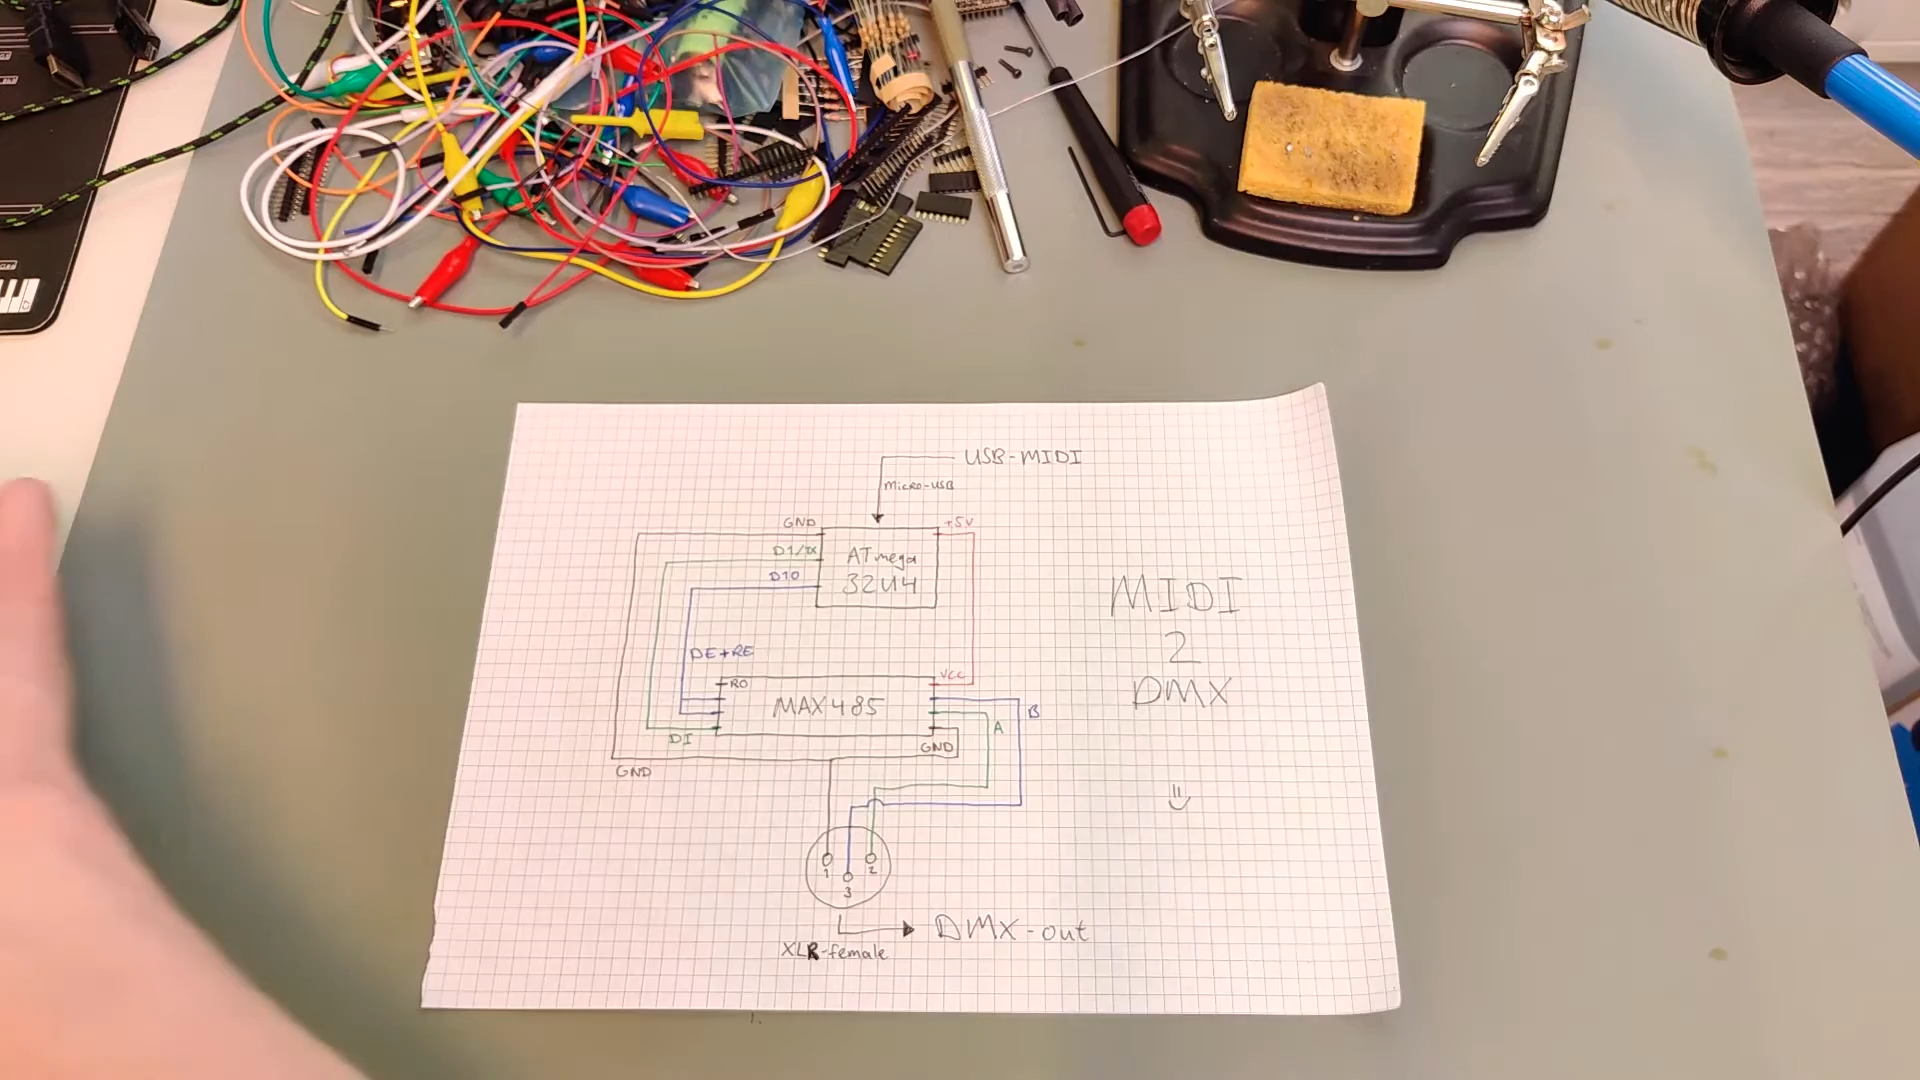 USB-MIDI
Micro-USB
GND
+5V
D1/TX
D10
ATmega
32U4
MIDI
2
DMX
DE+RE
RO
VCC
MAX485
B
A
DI
GND
GND
1
2
3
DMX-out
XLR-female